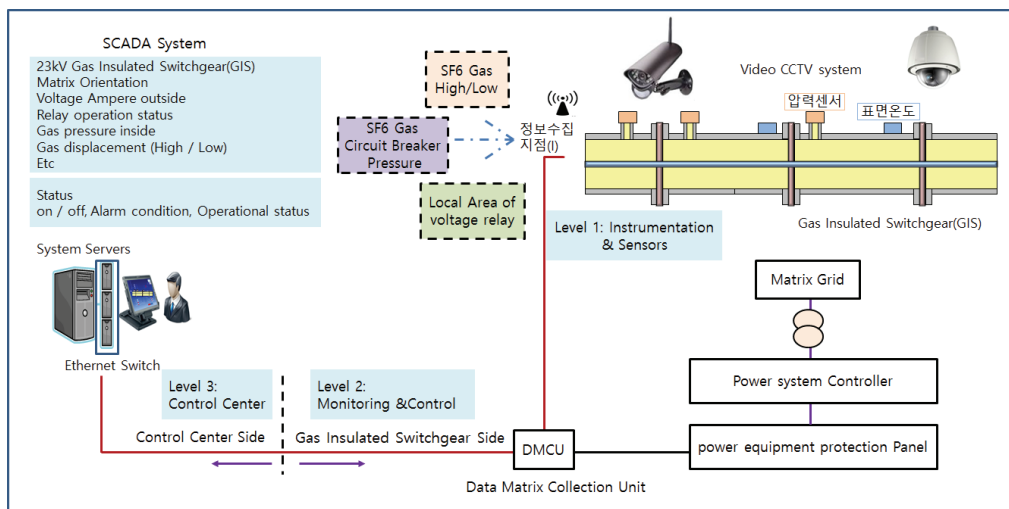 SCADA System
23kV Gas Insulated Switchgear(GIS)
Matrix Orientation
Voltage Ampere outside
Relay operation status
Gas pressure inside
Gas displacement (High / Low)
Etc
Status
on / off, Alarm condition, Operational status
SF6 Gas
High/Low
SF6 Gas
Circuit Breaker
Pressure
Local Area of
voltage relay
정보수집
지점(I)
Video CCTV system
압력센서
표면온도
Gas Insulated Switchgear(GIS)
Level 1: Instrumentation
& Sensors
System Servers
Ethernet Switch
Level 3:
Control Center
Level 2:
Monitoring &Control
Control Center Side
Gas Insulated Switchgear Side
DMCU
Data Matrix Collection Unit
Matrix Grid
Power system Controller
power equipment protection Panel